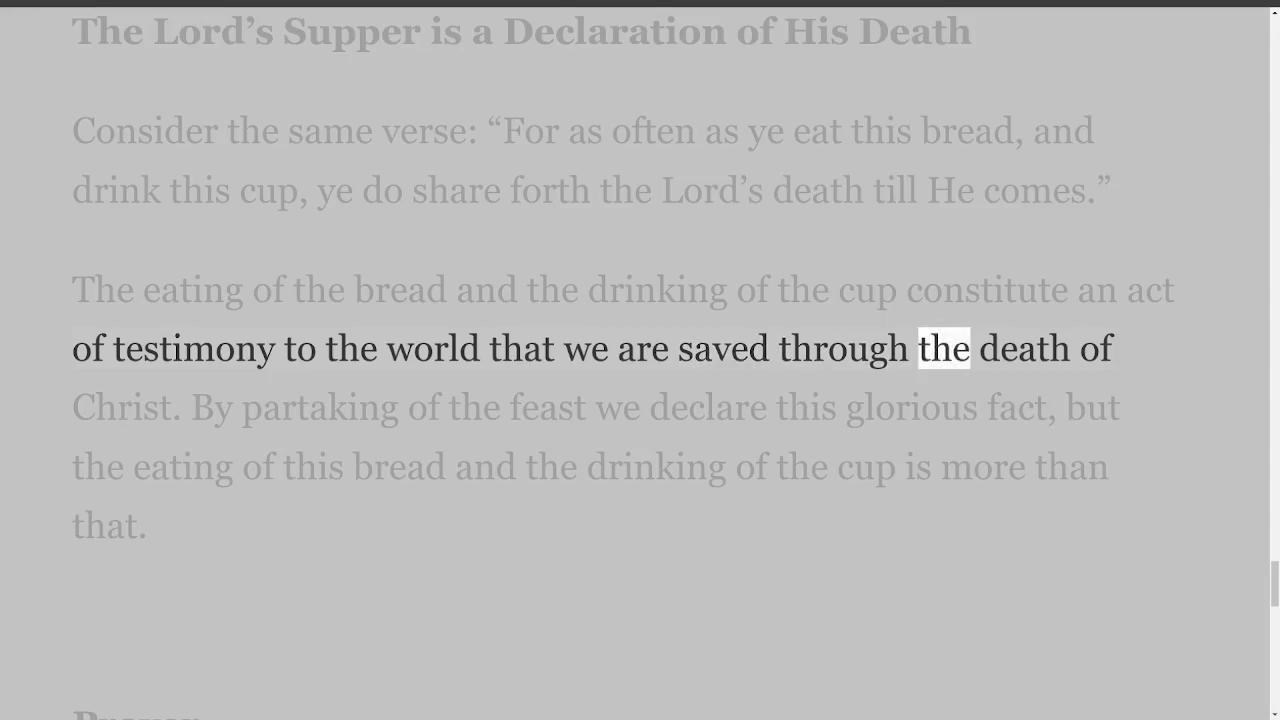 The Lord’s Supper is a Declaration of His Death
Consider the same verse: “For as often as ye eat this bread, and
drink this cup, ye do share forth the Lord’s death till He comes.”
The eating of the bread and the drinking of the cup constitute an act
of testimony to the world that we are saved through the death of
Christ. By partaking of the feast we declare this glorious fact, but
the eating of this bread and the drinking of the cup is more than
that.